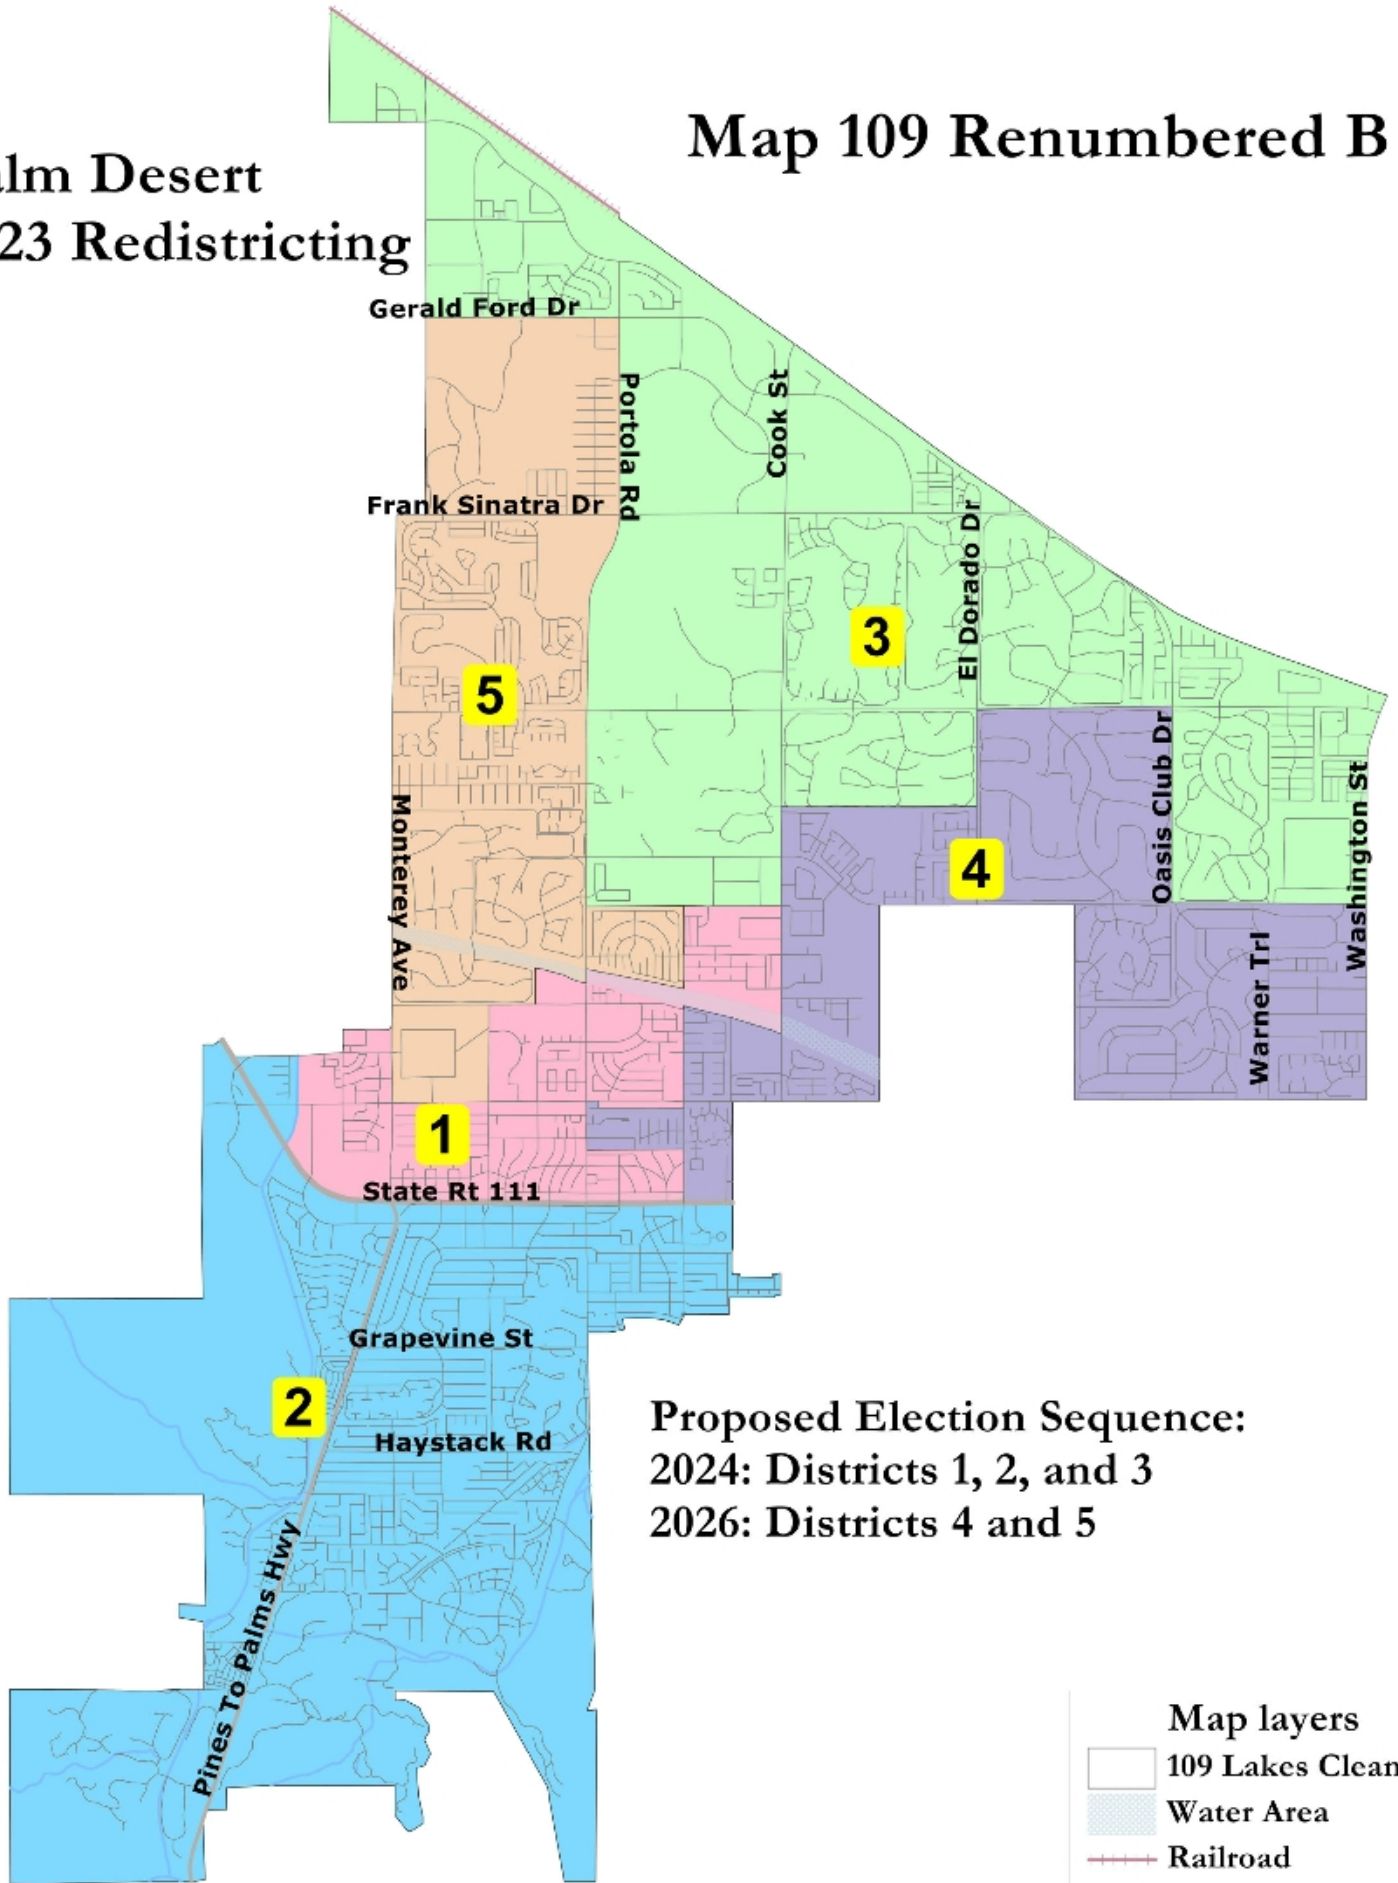 Map 109 Renumbered B
alm Desert
23 Redistricting
Gerald Ford Dr
Portola Rd
Cook St
Frank Sinatra Dr
El Dorado Dr
3
5
Oasis Club Dr
Washington St
Monterey Ave
4
Warner Trl
1
State Rt 111
Grapevine St
2
Haystack Rd
Proposed Election Sequence:
2024: Districts 1, 2, and 3
2026: Districts 4 and 5
Pines To Palms Hwy
Map layers
109 Lakes Clean
Water Area
Railroad